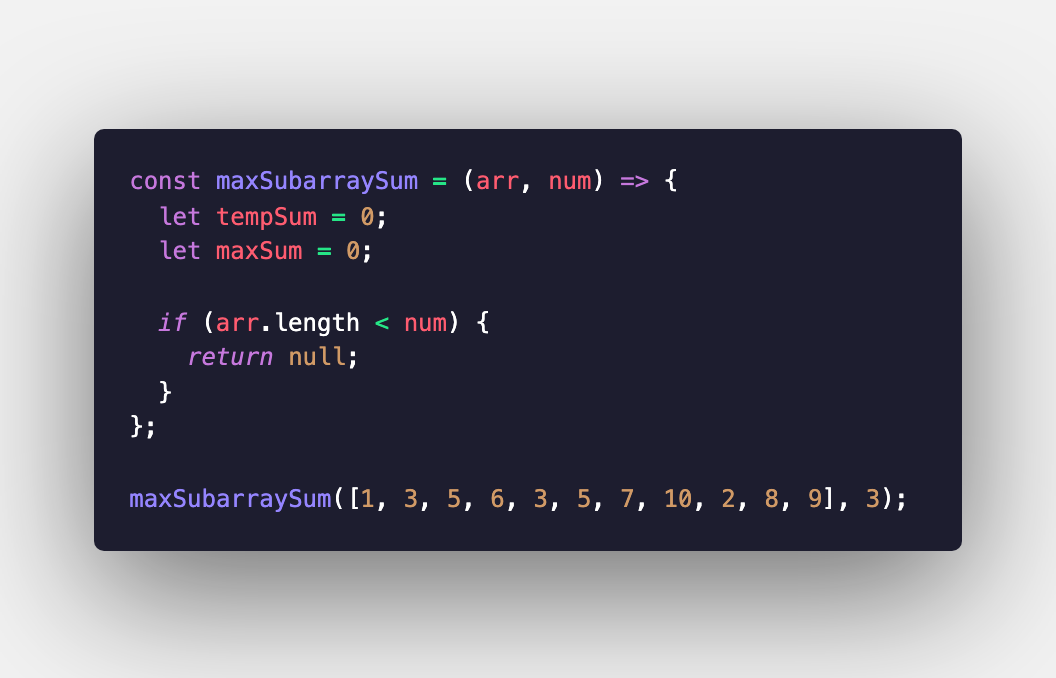 const maxSubarraySum = (arr, num) => {
  let tempSum = 0;
  let maxSum = 0;

  if (arr.length < num) {
    return null;
  }
};

maxSubarraySum([1, 3, 5, 6, 3, 5, 7, 10, 2, 8, 9], 3);